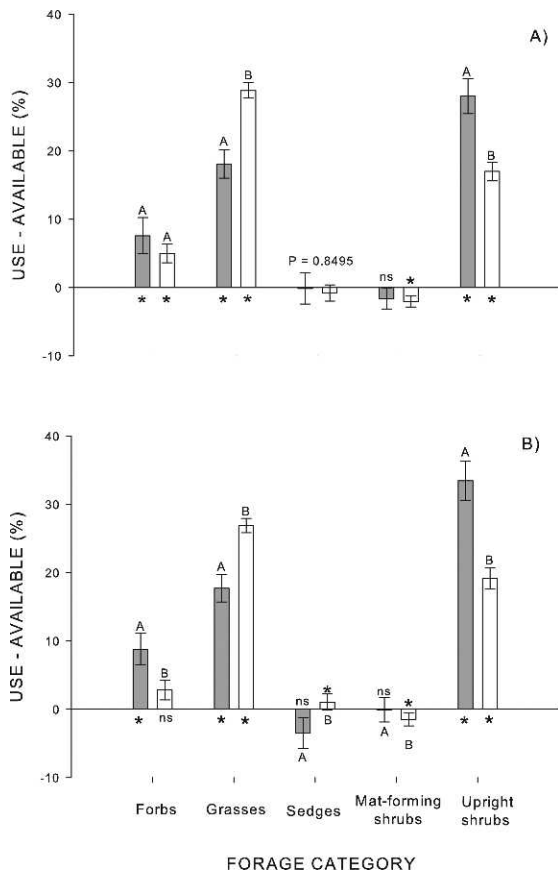 A)
USE - AVAILABLE (%)
40
30
20
10
0
-10
A A
A B
P = 0.8495
ns *
A B
* * * * * *
B)
USE - AVAILABLE (%)
40
30
20
10
0
-10
A B
A B
ns *
A B
ns *
A B
A B
* ns * * * *
Forbs Grasses Sedges Mat-forming shrubs Upright shrubs
FORAGE CATEGORY